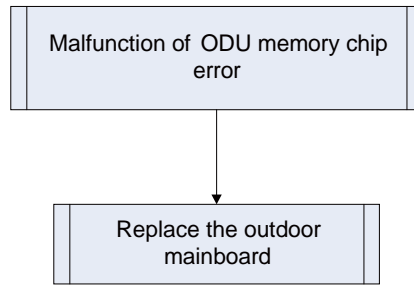 Malfunction of ODU memory chip
error
Replace the outdoor
mainboard